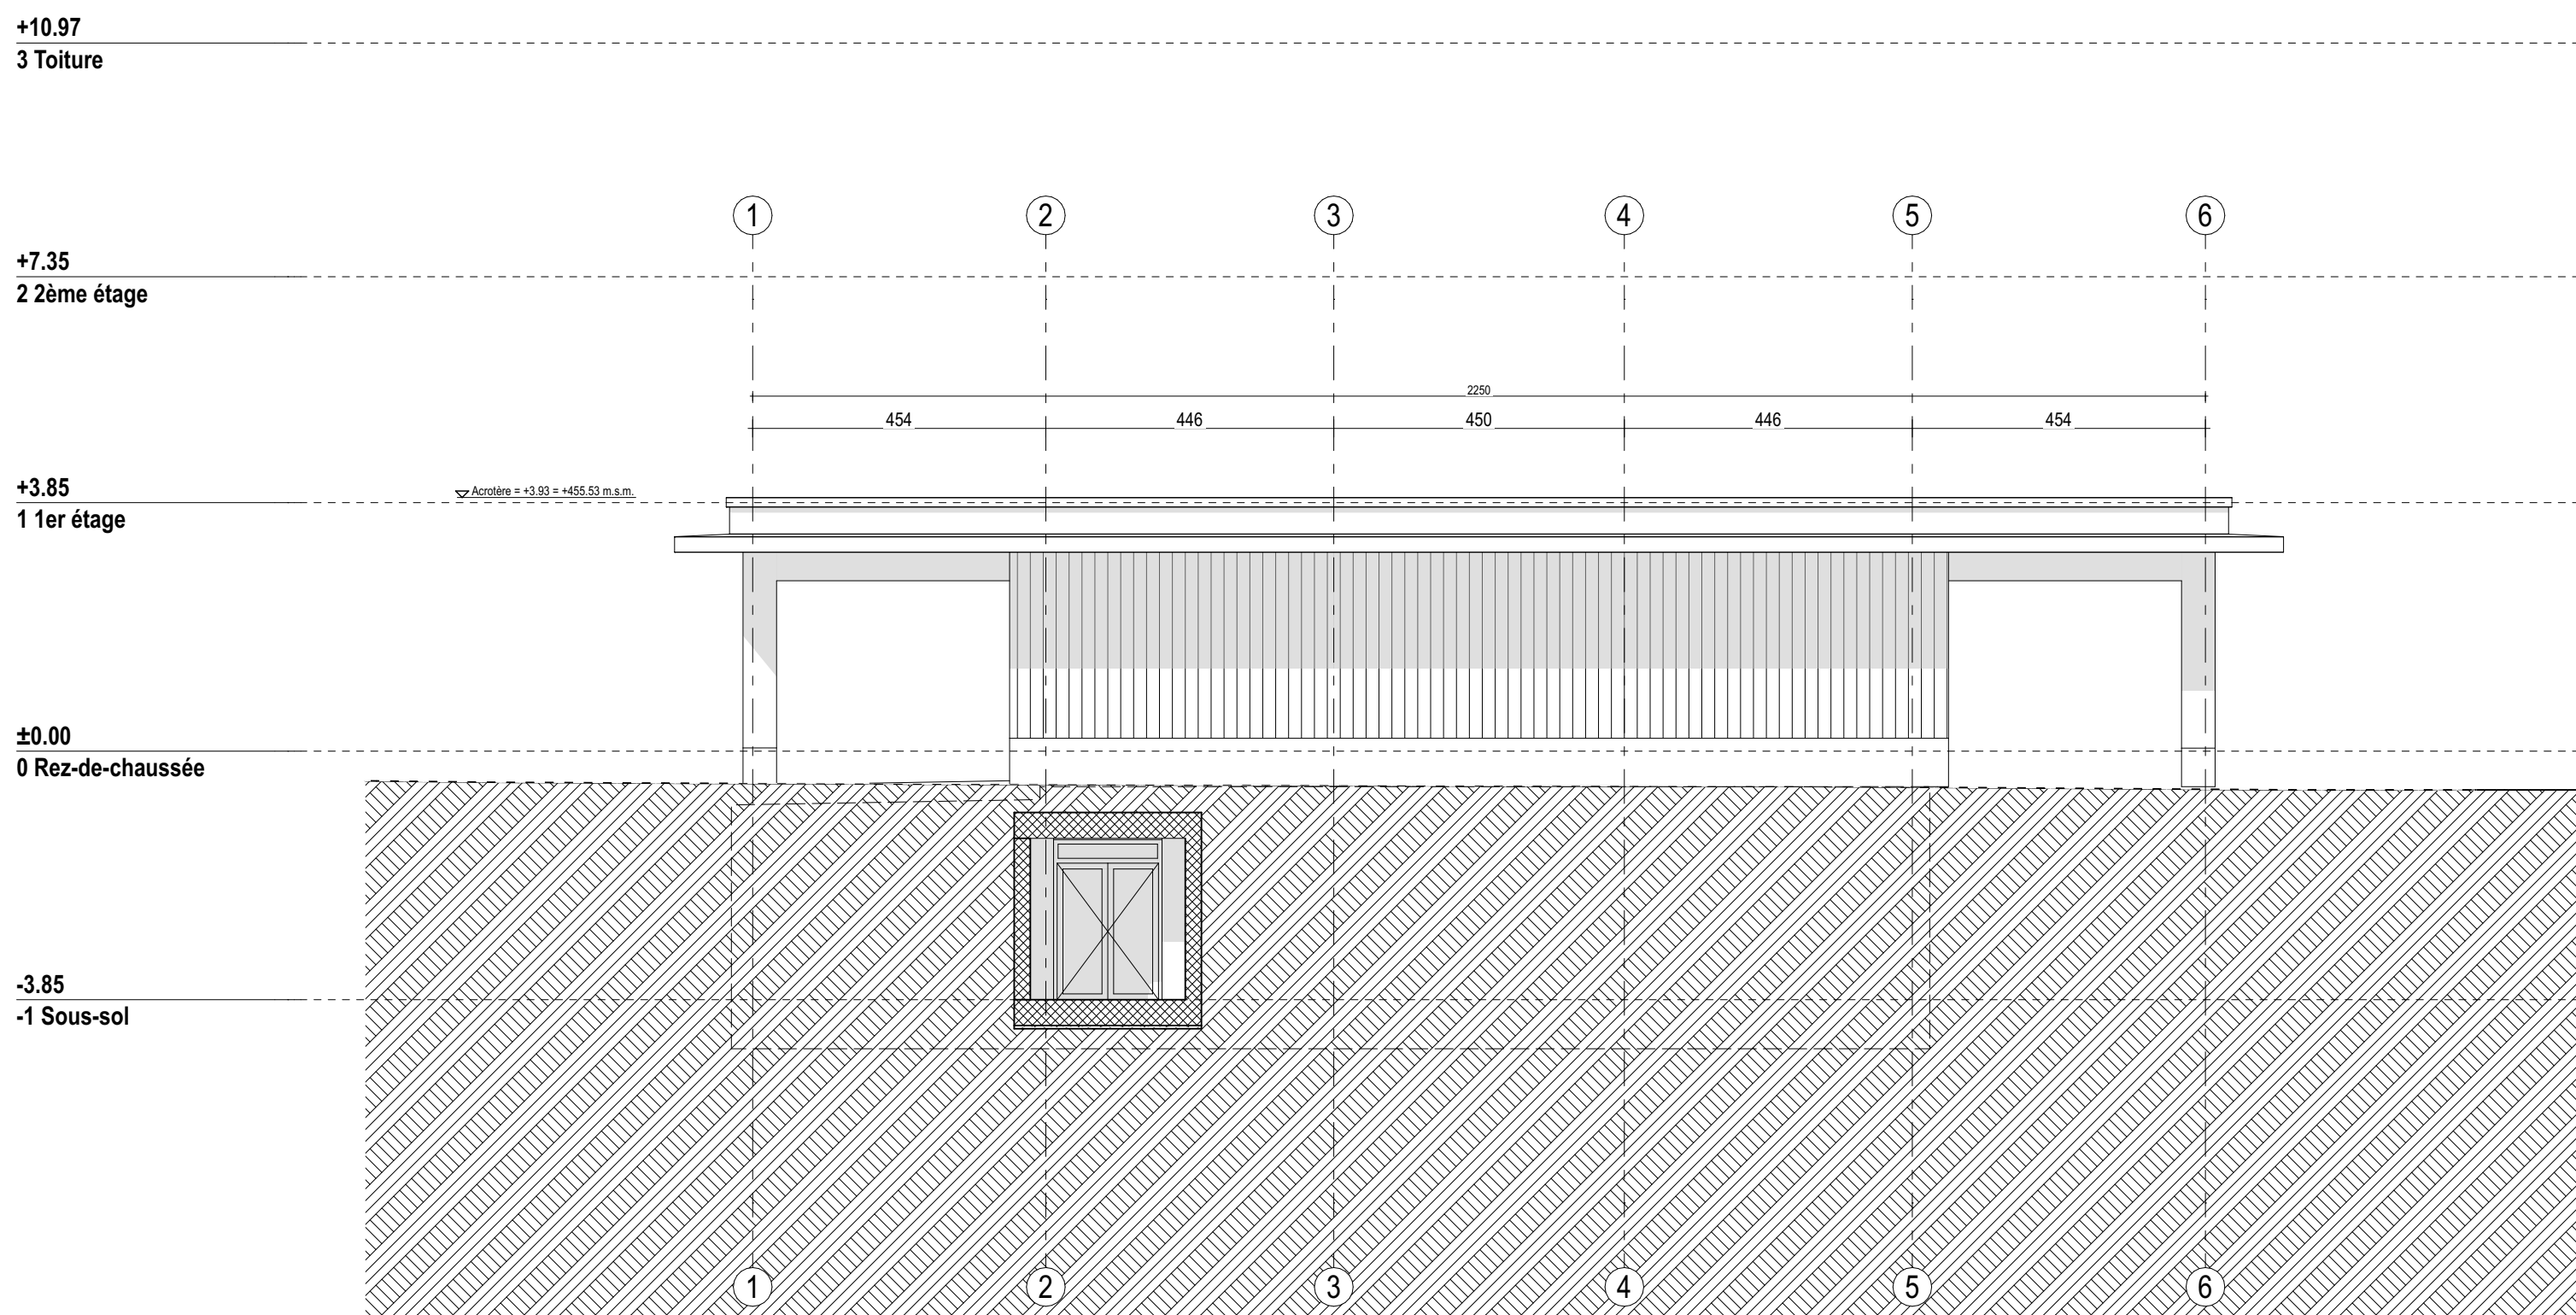 +10.97
3 Toiture
1 2 3 4 5 6
+7.35
2 2ème étage
2250
454 446 450 446 454
+3.85
Acrotère = +3.93 = +455.53 m.s.m.
1 1er étage
±0.00
0 Rez-de-chaussée
-3.85
-1 Sous-sol
1 2 3 4 5 6